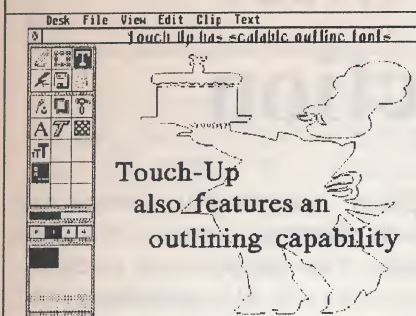 Desk File View Edit Clip Text
Touch Up has scalable outline fonts
Touch-Up
also features an
outlining capability